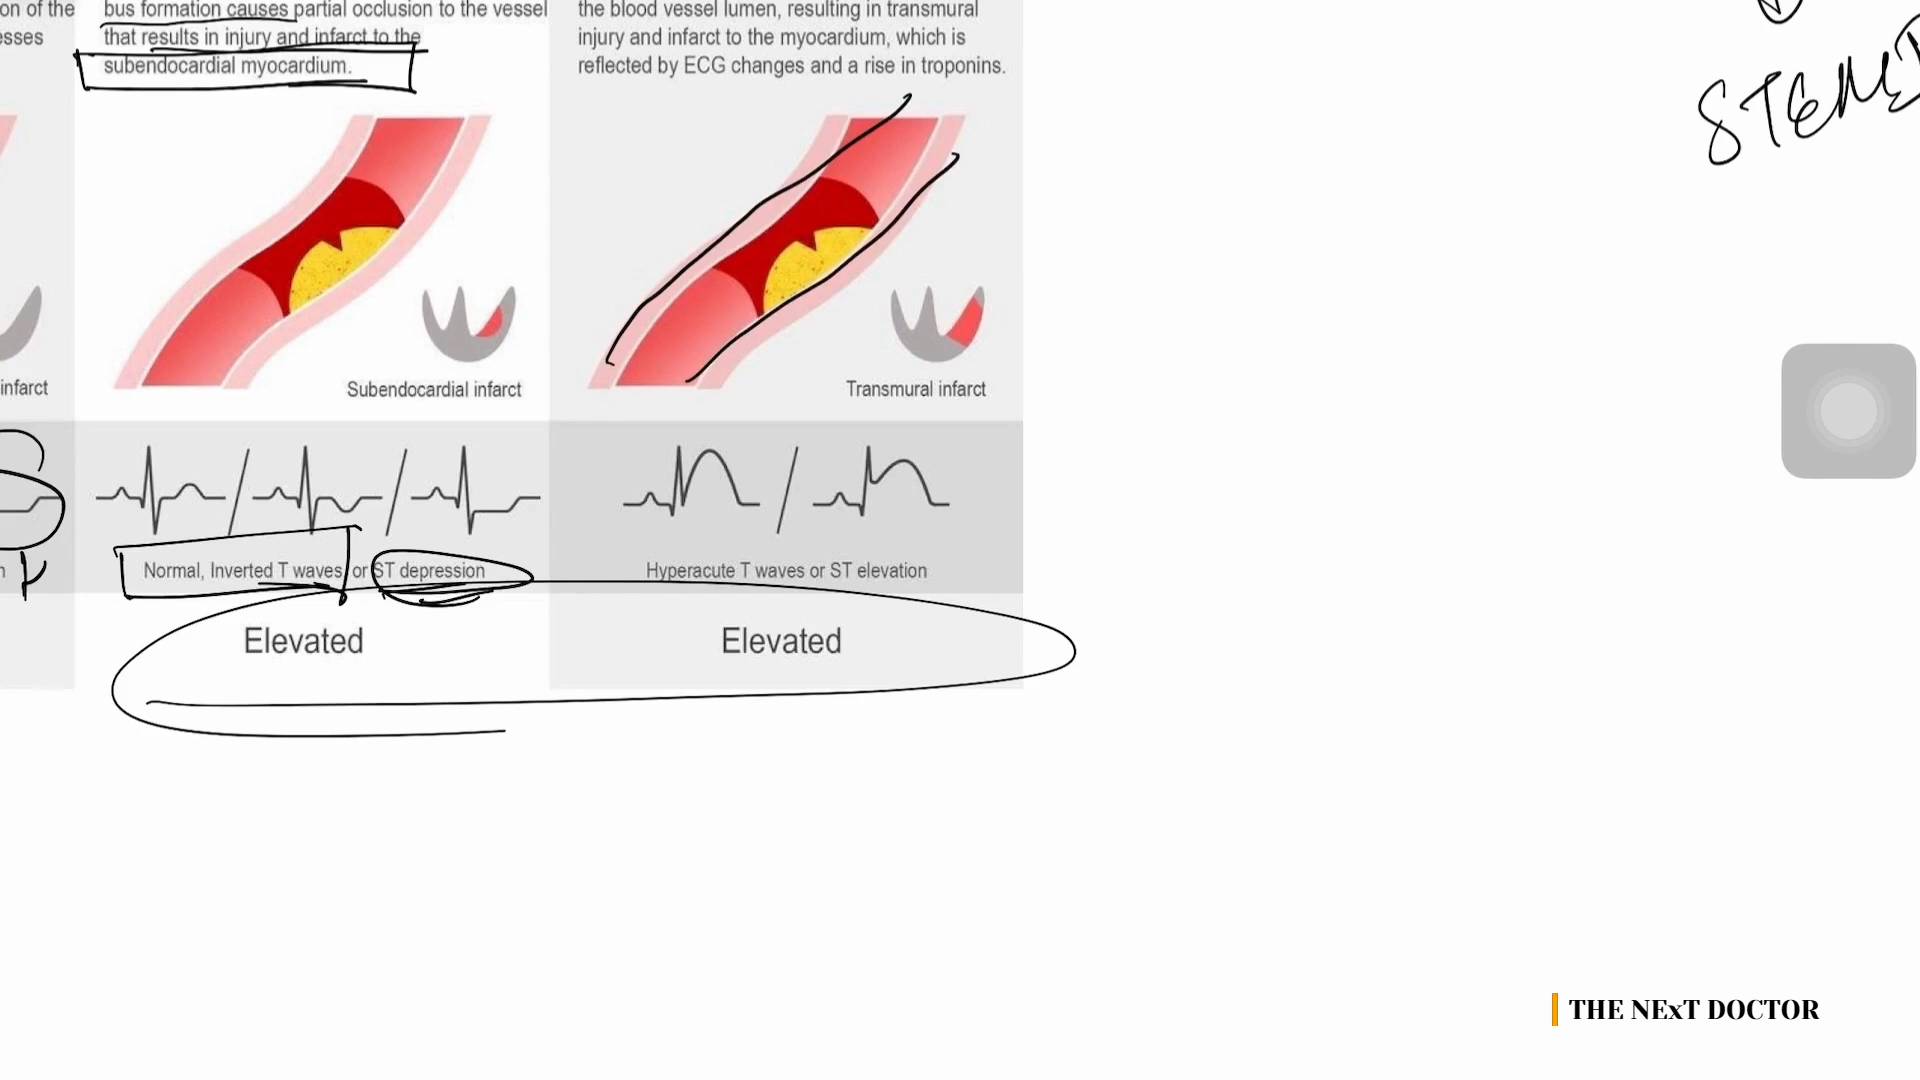 on of the
esses
bus formation causes partial occlusion to the vessel
that results in injury and infarct to the
subendocardial myocardium.
the blood vessel lumen, resulting in transmural
injury and infarct to the myocardium, which is
reflected by ECG changes and a rise in troponins.
STEMI
infarct
Subendocardial infarct
Transmural infarct
n
Normal, Inverted T waves, or ST depression
Hyperacute T waves or ST elevation
Elevated
Elevated
THE NExT DOCTOR